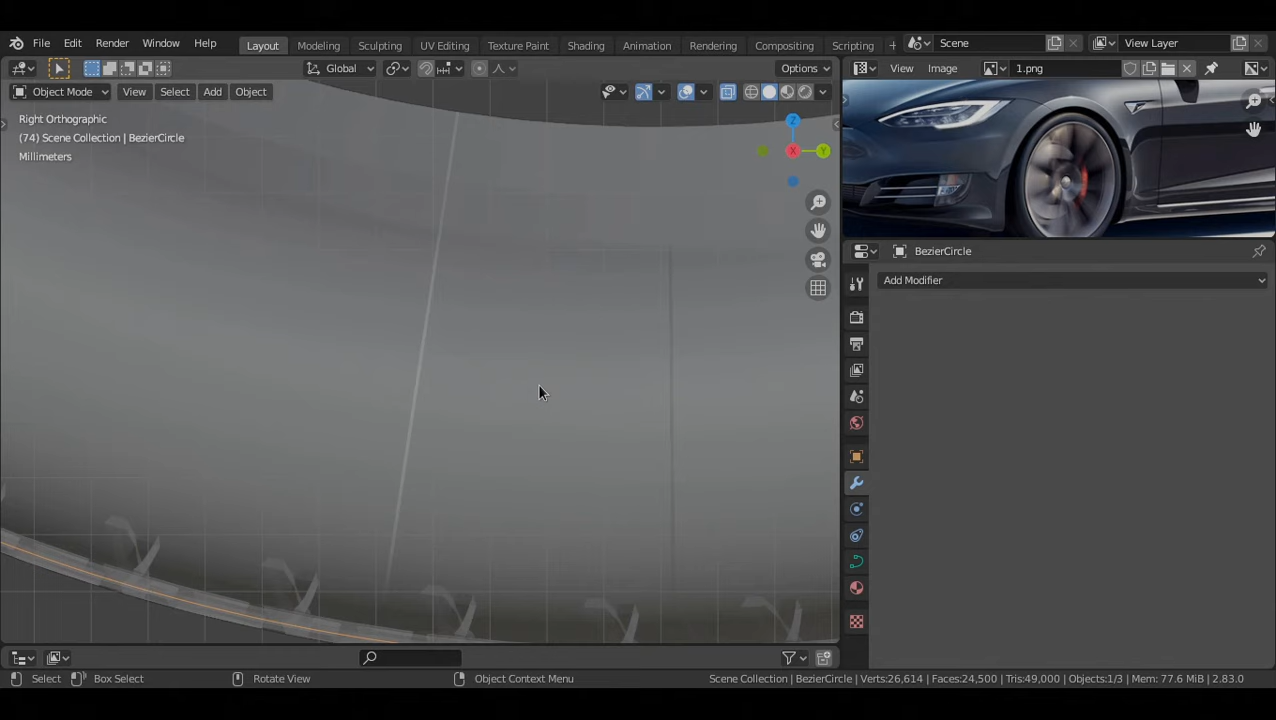 File Edit Render Window Help Layout Modeling Sculpting UV Editing Texture Paint Shading Animation Rendering Compositing Scripting + Scene View Layer
Global Options View Image 1.png
Object Mode View Select Add Object
Right Orthographic
(74) Scene Collection | BezierCircle
Millimeters
Z
X Y
BezierCircle
Add Modifier
Select Box Select Rotate View Object Context Menu Scene Collection | BezierCircle | Verts:26,614 | Faces:24,500 | Tris:49,000 | Objects:1/3 | Mem: 77.6 MiB | 2.83.0